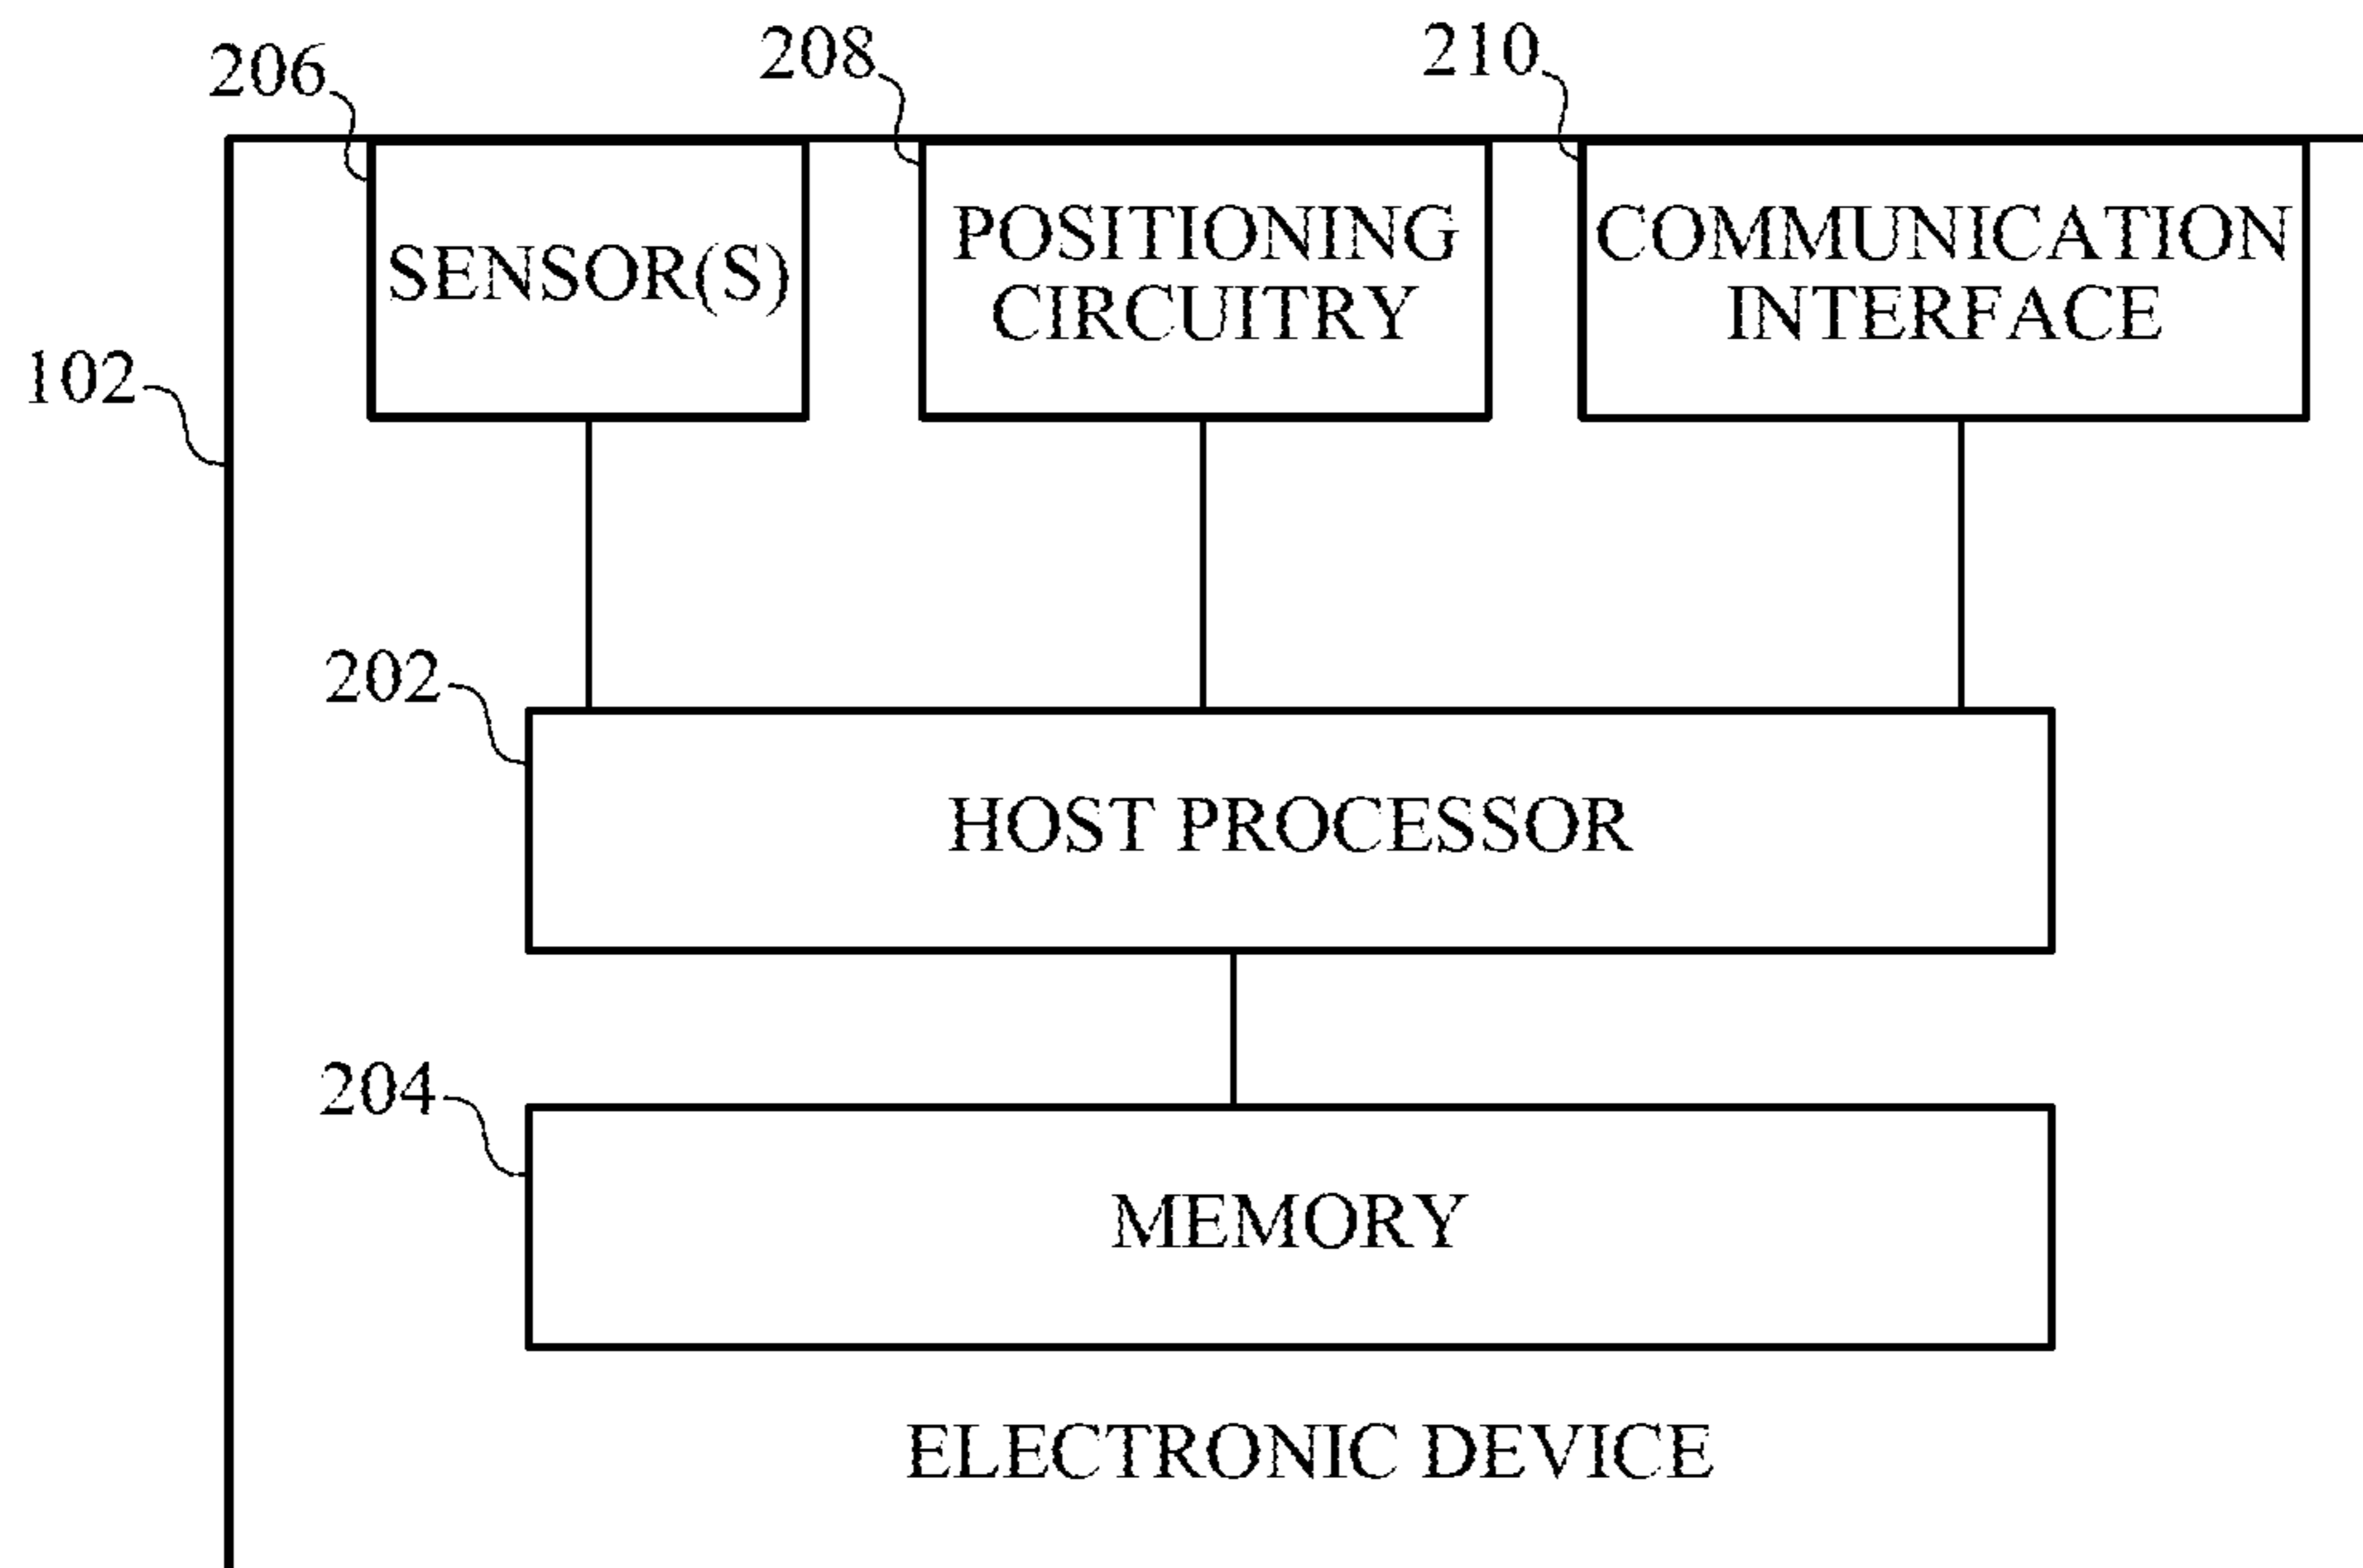 206
208
210
SENSOR(S)
POSITIONING
CIRCUITRY
COMMUNICATION
INTERFACE
102
202
HOST PROCESSOR
204
MEMORY
ELECTRONIC DEVICE